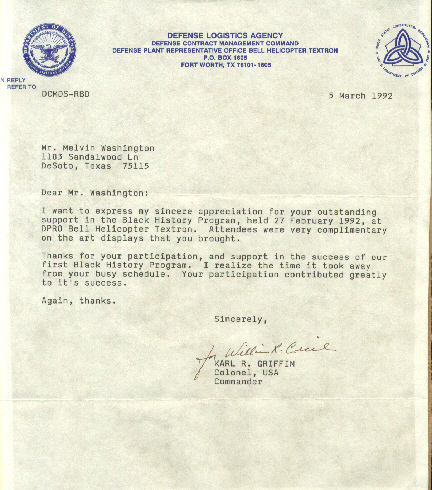 DEFENSE LOGISTICS AGENCY
DEFENSE CONTRACT MANAGEMENT COMMAND
DEFENSE PLANT REPRESENTATIVE OFFICE BELL HELICOPTER TEXTRON
P.O. BOX 1605
FORT WORTH, TX 76101-1605
N REPLY
REFER TO
DCMDS-RBD
5 March 1992
Mr. Melvin Washington
1103 Sandalwood Ln
DeSoto, Texas 75115
Dear Mr. Washington:
I want to express my sincere appreciation for your outstanding
support in the Black History Program, held 27 February 1992, at
DPRO Bell Helicopter Textron. Attendees were very complimentary
on the art displays that you brought.
Thanks for your participation, and support in the success of our
first Black History Program. I realize the time it took away
from your busy schedule. Your participation contributed greatly
to it's success.
Again, thanks.
Sincerely,
for William K. Cecil
KARL R. GRIFFIN
Colonel, USA
Commander